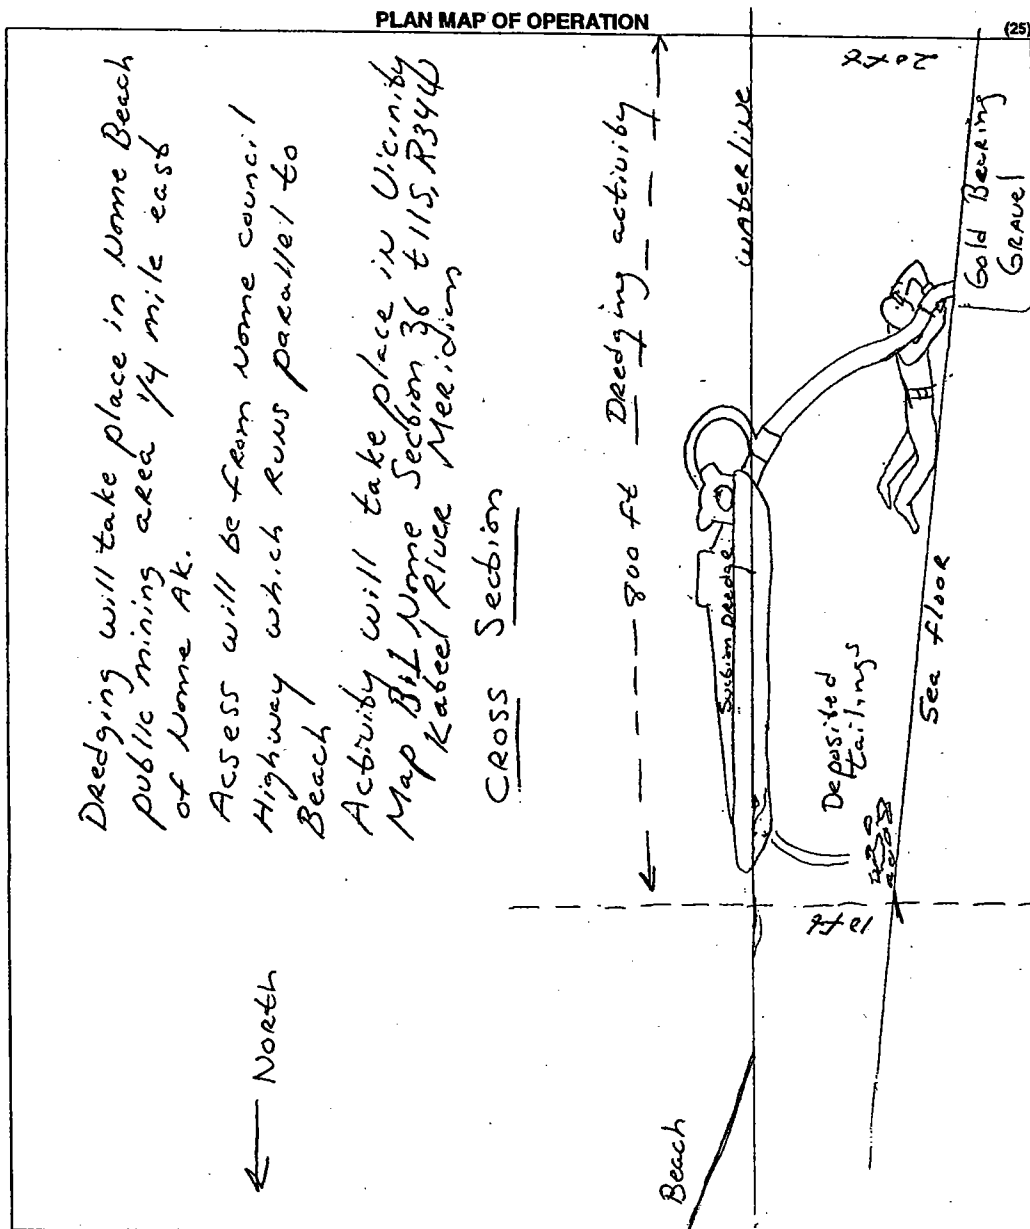 PLAN MAP OF OPERATION
(25)
Dredging will take place in Nome Beach
public mining area 1/4 mile east
of Nome AK.
Acsess will be from Nome council
Highway which runs parallel to
Beach
Activity will take place in Vicinity
Map Nome Section 36 t11S, R34W
Kateel River Meridian
CROSS Section
← North
800 ft Dredging activity
waterline
20 ft
Suction Dredge
Gold Bearing
Gravel
Deposited
tailings
Sea floor
Beach